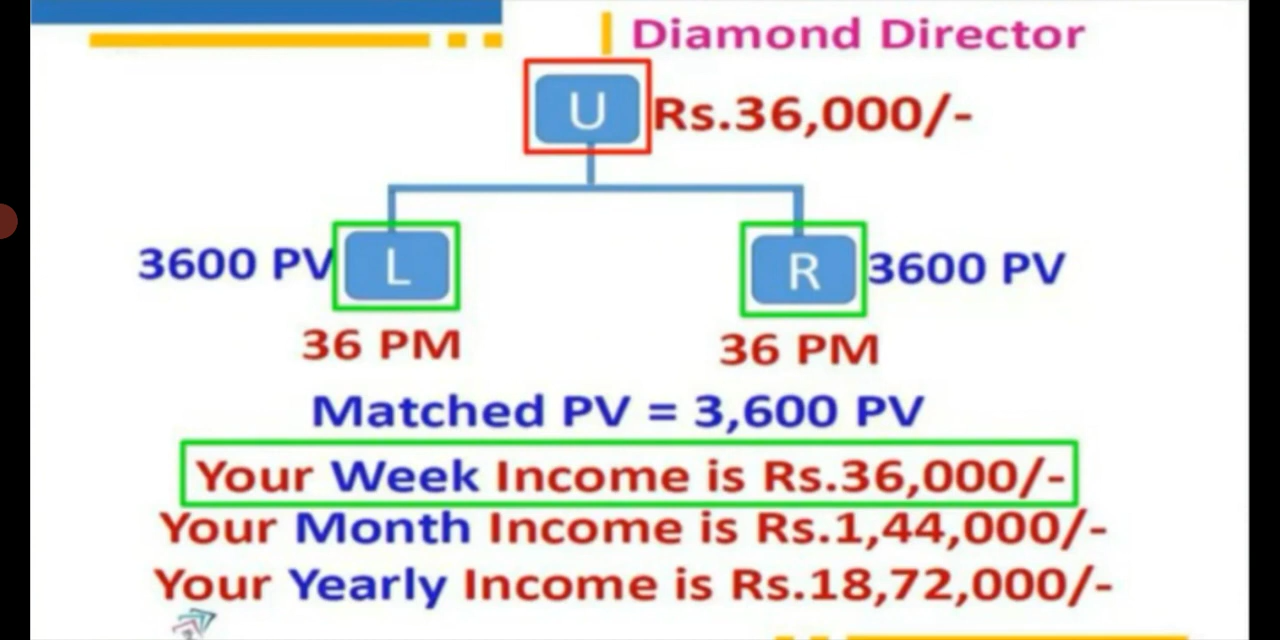 Diamond Director
U Rs.36,000/-
3600 PV L R 3600 PV
36 PM 36 PM
Matched PV = 3,600 PV
Your Week Income is Rs.36,000/-
Your Month Income is Rs.1,44,000/-
Your Yearly Income is Rs.18,72,000/-